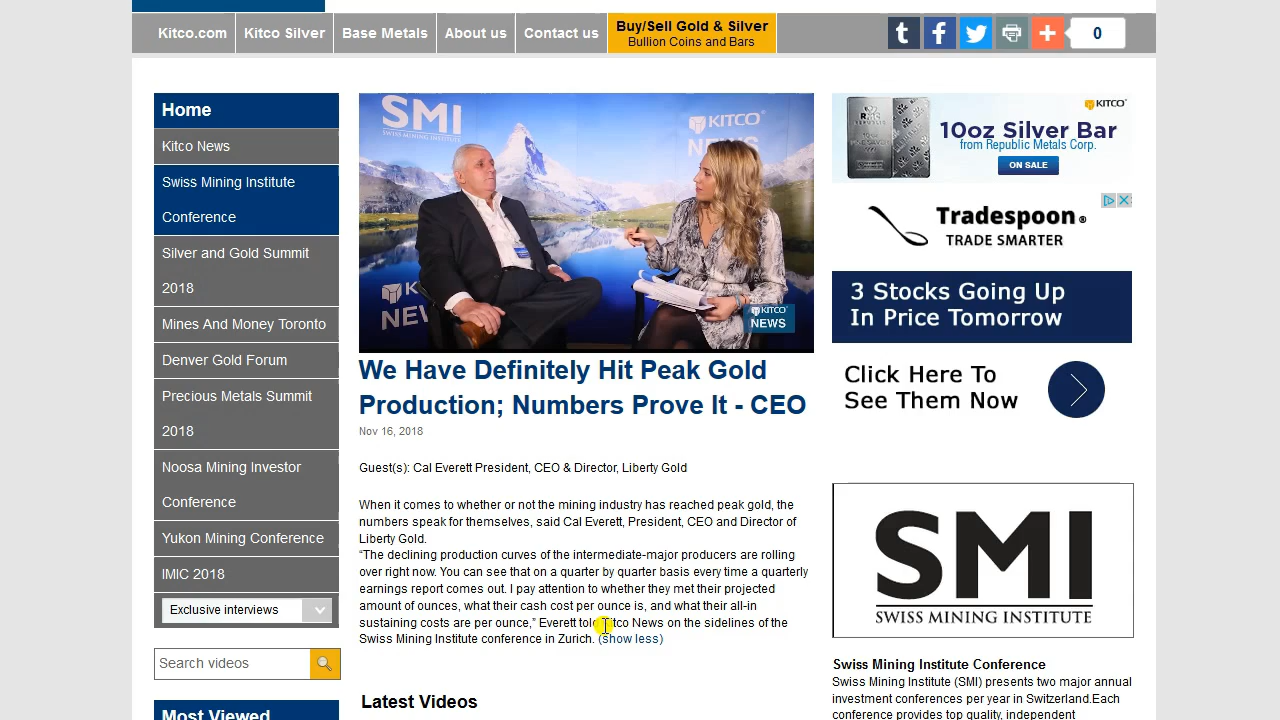 Kitco.com
Kitco Silver
Base Metals
About us
Contact us
Buy/Sell Gold & Silver
Bullion Coins and Bars
0
Home
Kitco News
Swiss Mining Institute
Conference
Silver and Gold Summit
2018
Mines And Money Toronto
Denver Gold Forum
Precious Metals Summit
2018
Noosa Mining Investor
Conference
Yukon Mining Conference
IMIC 2018
Exclusive interviews
Search videos
Most Viewed
SMI
SWISS MINING INSTITUTE
KITCO
NEWS
KITCO
NEWS
We Have Definitely Hit Peak Gold
Production; Numbers Prove It - CEO
Nov 16, 2018
Guest(s): Cal Everett President, CEO & Director, Liberty Gold
When it comes to whether or not the mining industry has reached peak gold, the
numbers speak for themselves, said Cal Everett, President, CEO and Director of
Liberty Gold.
“The declining production curves of the intermediate-major producers are rolling
over right now. You can see that on a quarter by quarter basis every time a quarterly
earnings report comes out. I pay attention to whether they met their projected
amount of ounces, what their cash cost per ounce is, and what their all-in
sustaining costs are per ounce,” Everett told Kitco News on the sidelines of the
Swiss Mining Institute conference in Zurich. (show less)
Latest Videos
KITCO
10oz Silver Bar
from Republic Metals Corp.
ON SALE
Tradespoon®
TRADE SMARTER
3 Stocks Going Up
In Price Tomorrow
Click Here To
See Them Now
SMI
SWISS MINING INSTITUTE
Swiss Mining Institute Conference
Swiss Mining Institute (SMI) presents two major annual
investment conferences per year in Switzerland.Each
conference provides top quality, independent